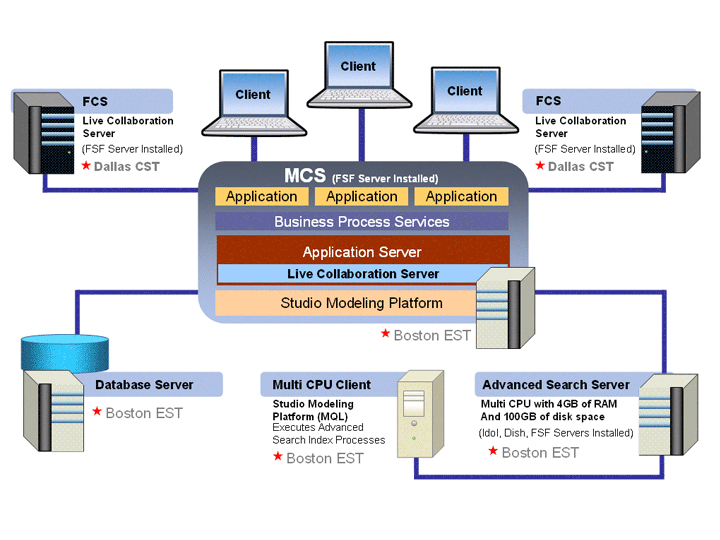 Client
Client
Client
FCS
Live Collaboration
Server
(FSF Server Installed)
Dallas CST
FCS
Live Collaboration
Server
(FSF Server Installed)
Dallas CST
MCS (FSF Server Installed)
Application
Application
Application
Business Process Services
Application Server
Live Collaboration Server
Studio Modeling Platform
Boston EST
Database Server
Boston EST
Multi CPU Client
Studio Modeling
Platform (MQL)
Executes Advanced
Search Index Processes
Boston EST
Advanced Search Server
Multi CPU with 4GB of RAM
And 100GB of disk space
(Idol, Dish, FSF Servers Installed)
Boston EST